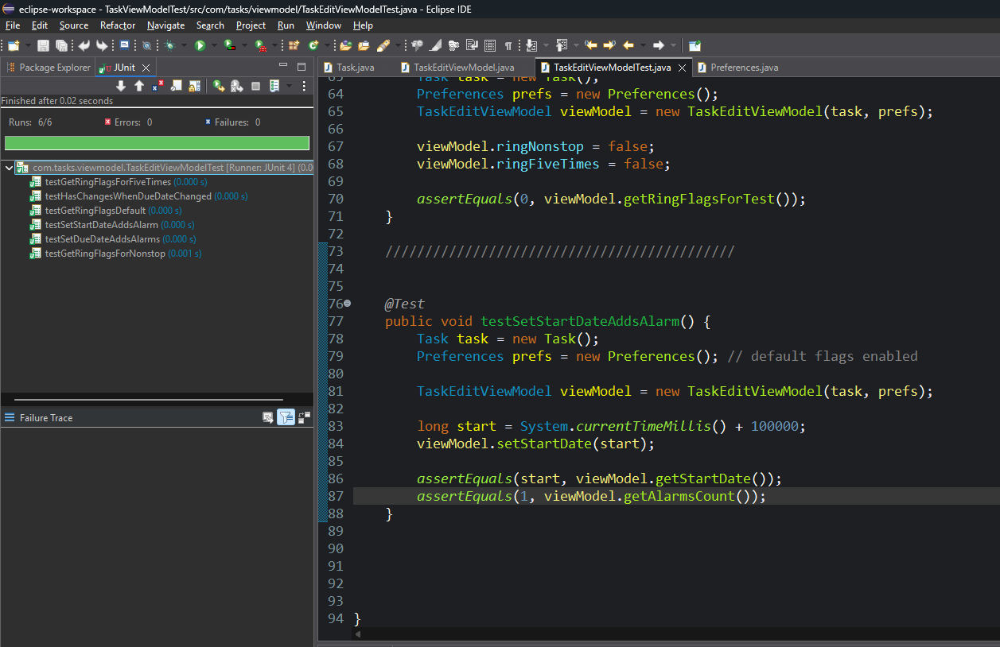 eclipse-workspace - TaskViewModelTest/src/com/tasks/viewmodel/TaskEditViewModelTest.java - Eclipse IDE
File Edit Source Refactor Navigate Search Project Run Window Help
Package Explorer JUnit
Finished after 0.02 seconds
Runs: 6/6 Errors: 0 Failures: 0
com.tasks.viewmodel.TaskEditViewModelTest [Runner: JUnit 4] (0.0
testGetRingFlagsForFiveTimes (0.000 s)
testHasChangesWhenDueDateChanged (0.000 s)
testGetRingFlagsDefault (0.000 s)
testSetStartDateAddsAlarm (0.000 s)
testSetDueDateAddsAlarms (0.000 s)
testGetRingFlagsForNonstop (0.001 s)
Failure Trace
Task.java TaskEditViewModel.java TaskEditViewModelTest.java Preferences.java
63 Task task = new Task();
64 Preferences prefs = new Preferences();
65 TaskEditViewModel viewModel = new TaskEditViewModel(task, prefs);
66
67 viewModel.ringNonstop = false;
68 viewModel.ringFiveTimes = false;
69
70 assertEquals(0, viewModel.getRingFlagsForTest());
71 }
72
73 ////////////////////////////////////////////
74
75
76 @Test
77 public void testSetStartDateAddsAlarm() {
78 Task task = new Task();
79 Preferences prefs = new Preferences(); // default flags enabled
80
81 TaskEditViewModel viewModel = new TaskEditViewModel(task, prefs);
82
83 long start = System.currentTimeMillis() + 100000;
84 viewModel.setStartDate(start);
85
86 assertEquals(start, viewModel.getStartDate());
87 assertEquals(1, viewModel.getAlarmsCount());
88 }
89
90
91
92
93
94 }